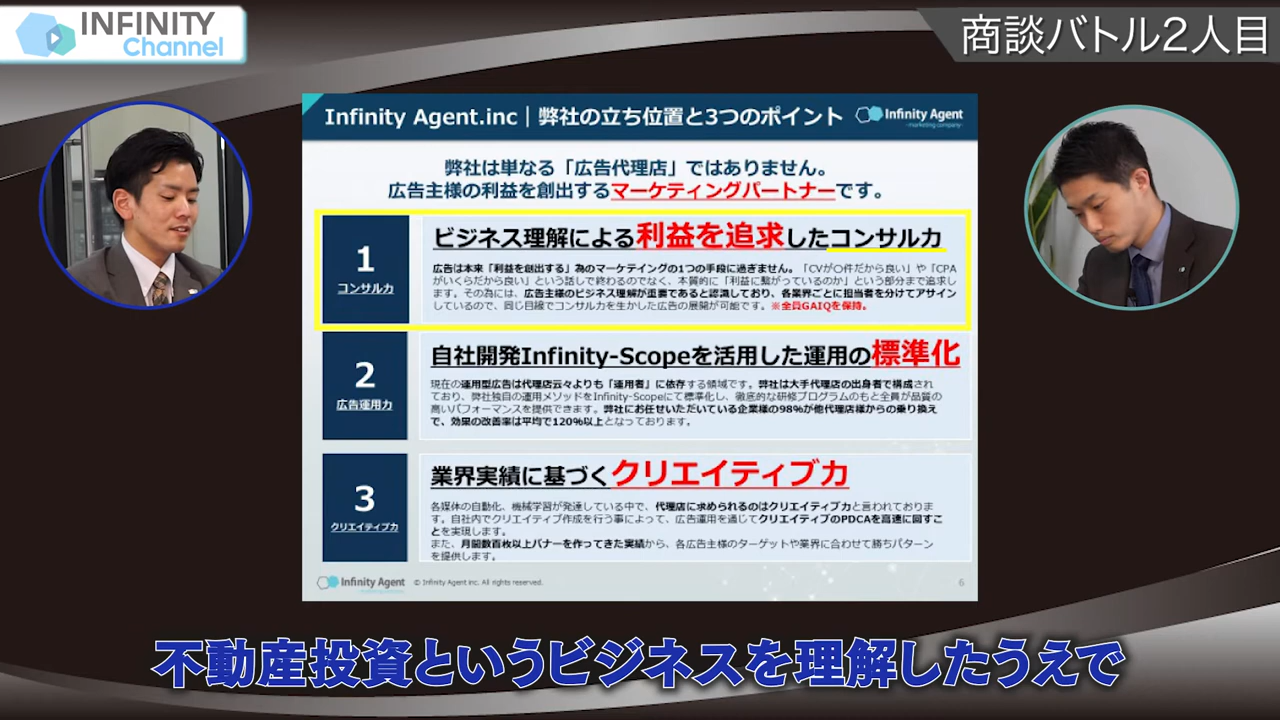 INFINITY
Channel
商談バトル2人目
Infinity Agent.inc｜弊社の立ち位置と3つのポイント
Infinity Agent
-marketing company-
弊社は単なる「広告代理店」ではありません。
広告主様の利益を創出するマーケティングパートナーです。
1
コンサル力
ビジネス理解による利益を追求したコンサル力
広告は本来「利益を創出する」為のマーケテイングの1つの手段に過ぎません。「CVが〇件だから良い」や「CPA
がいくらだから良い」という話しで終わるのでなく、本質的に「利益に繋がっているのか」という部分まで追求し
ます。その為には、広告主様のビジネス理解が重要であると認識しており、各業界ごとに担当者を分けてアサイン
しているので、同じ目線でコンサル力を生かした広告の展開が可能です。※全員GAIQを保持。
2
広告運用力
自社開発Infinity-Scopeを活用した運用の標準化
現在の運用型広告は代理店云々よりも「運用者」に依存する領域です。弊社は大手代理店の出身者で構成され
ており、弊社独自の運用メソッドをInfinity-Scopeにて標準化し、徹底的な研修プログラムのもと全員が品質の
高いパフォーマンスを提供できます。弊社にお任せいただいている企業様の98%が他代理店様からの乗り換え
で、効果の改善率は平均で120%以上となっております。
3
クリエイティブ力
業界実績に基づくクリエイティブ力
各媒体の自動化、機械学習が発達している中で、代理店に求められるのはクリエイティブ力と言われておりま
す。自社内でクリエイティブ作成を行う事によって、広告運用を通じてクリエイティブのPDCAを高速に回すこ
とを実現します。
また、月間数百枚以上バナーを作ってきた実績から、各広告主様のターゲットや業界に合わせて勝ちパターン
を提供します。
Infinity Agent
© Infinity Agent Inc. All rights reserved.
6
不動産投資というビジネスを理解したうえで